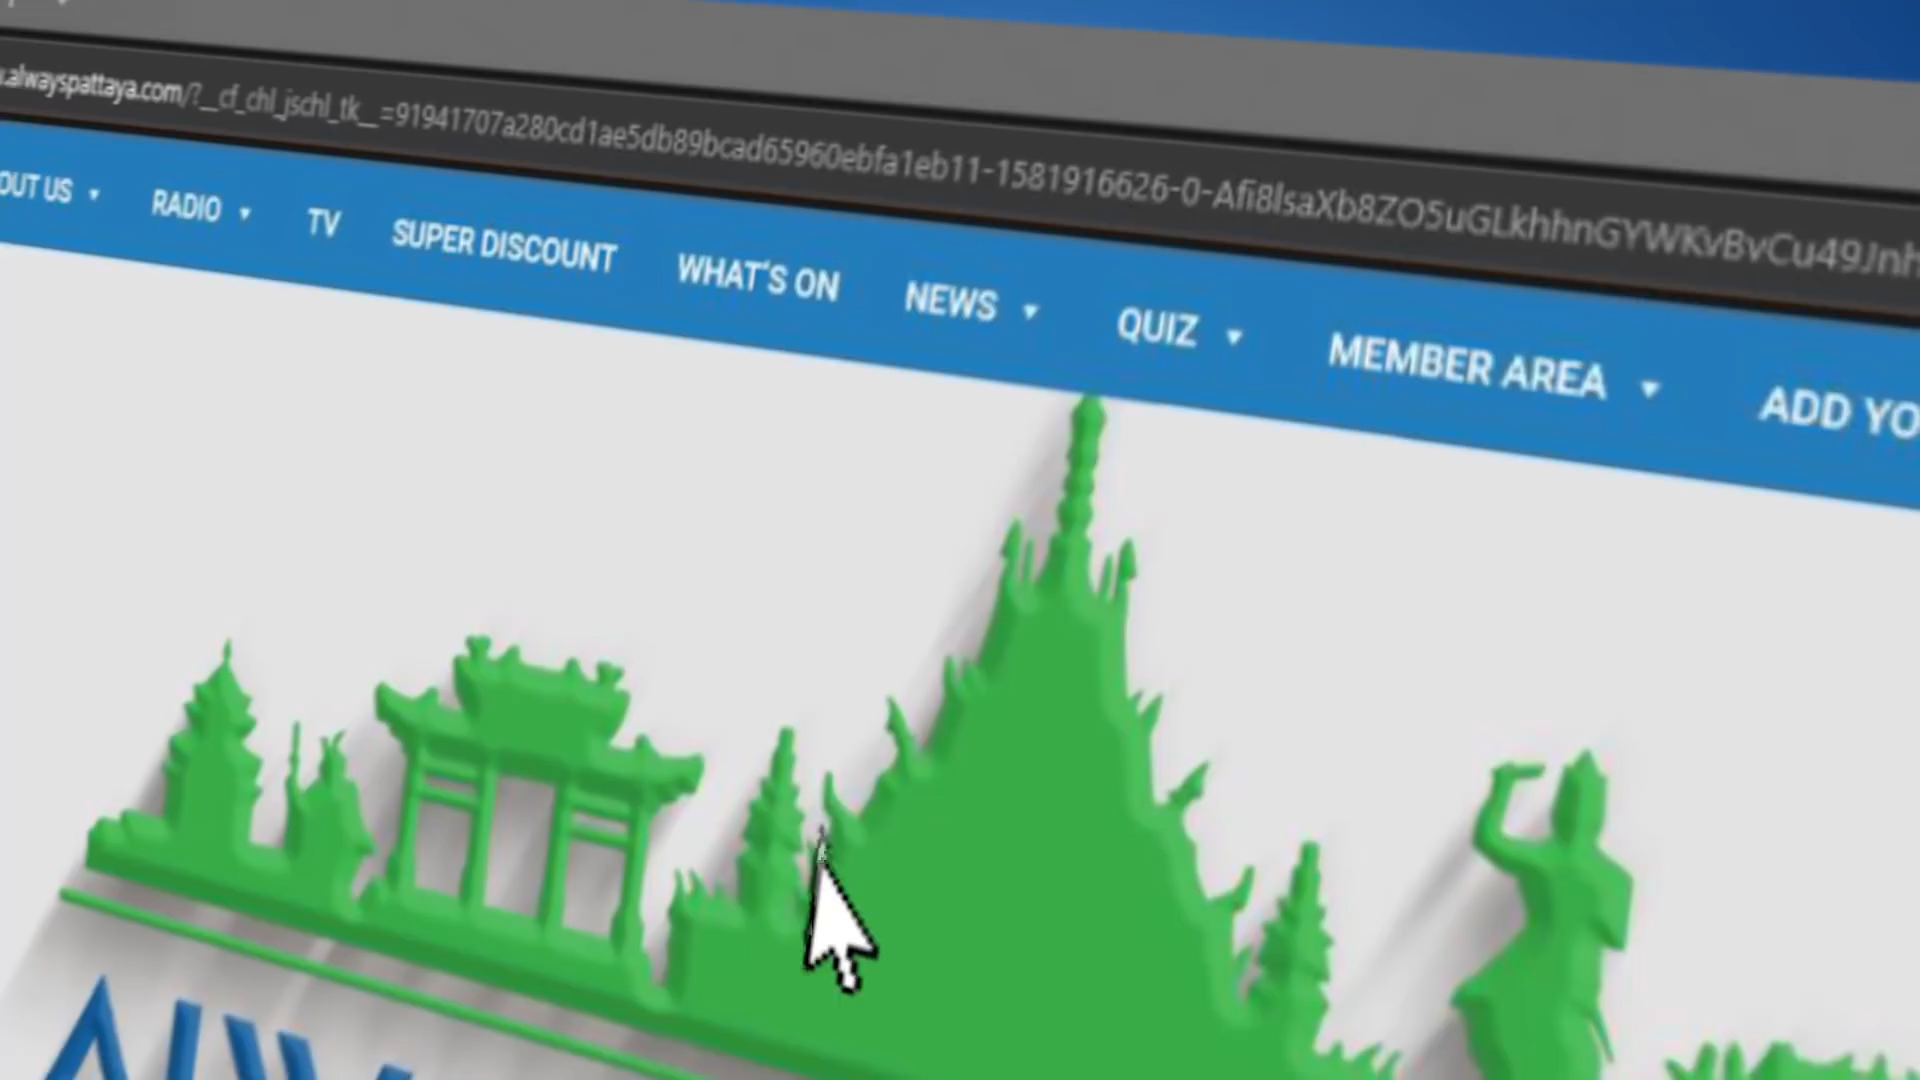 .alwayspattaya.com/?__cf_chl_jschl_tk__=91941707a280cd1ae5db89bcad65960ebfa1eb11-1581916626-0-Afi8lsaXb8ZO5uGLkhhnGYWKvBvCu49Jnh
OUT US ▾ RADIO ▾ TV SUPER DISCOUNT WHAT'S ON NEWS ▾ QUIZ ▾ MEMBER AREA ▾ ADD YO